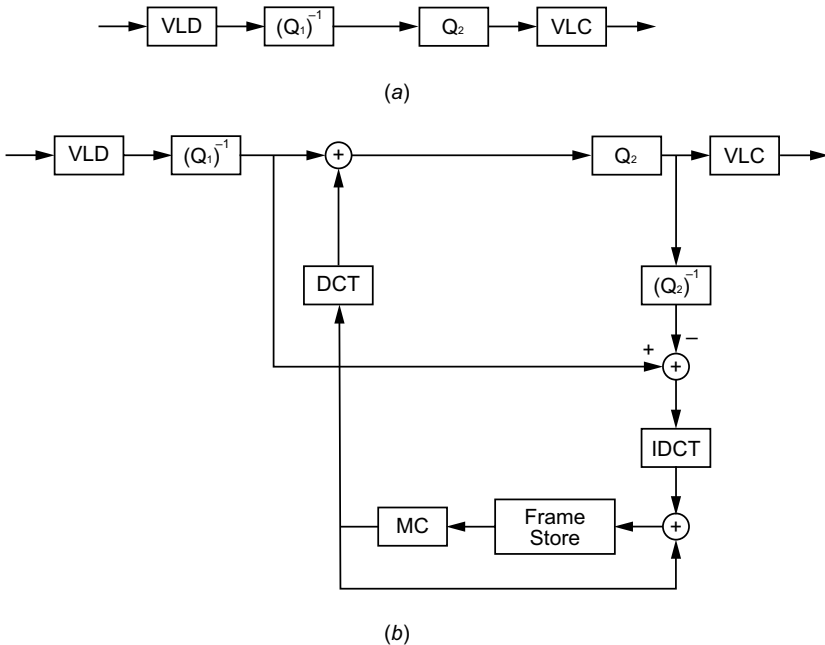 VLD (Q₁)⁻¹ Q₂ VLC
(a)
VLD (Q₁)⁻¹ + Q₂ VLC
DCT (Q₂)⁻¹
+ −
+
IDCT
MC Frame Store +
(b)